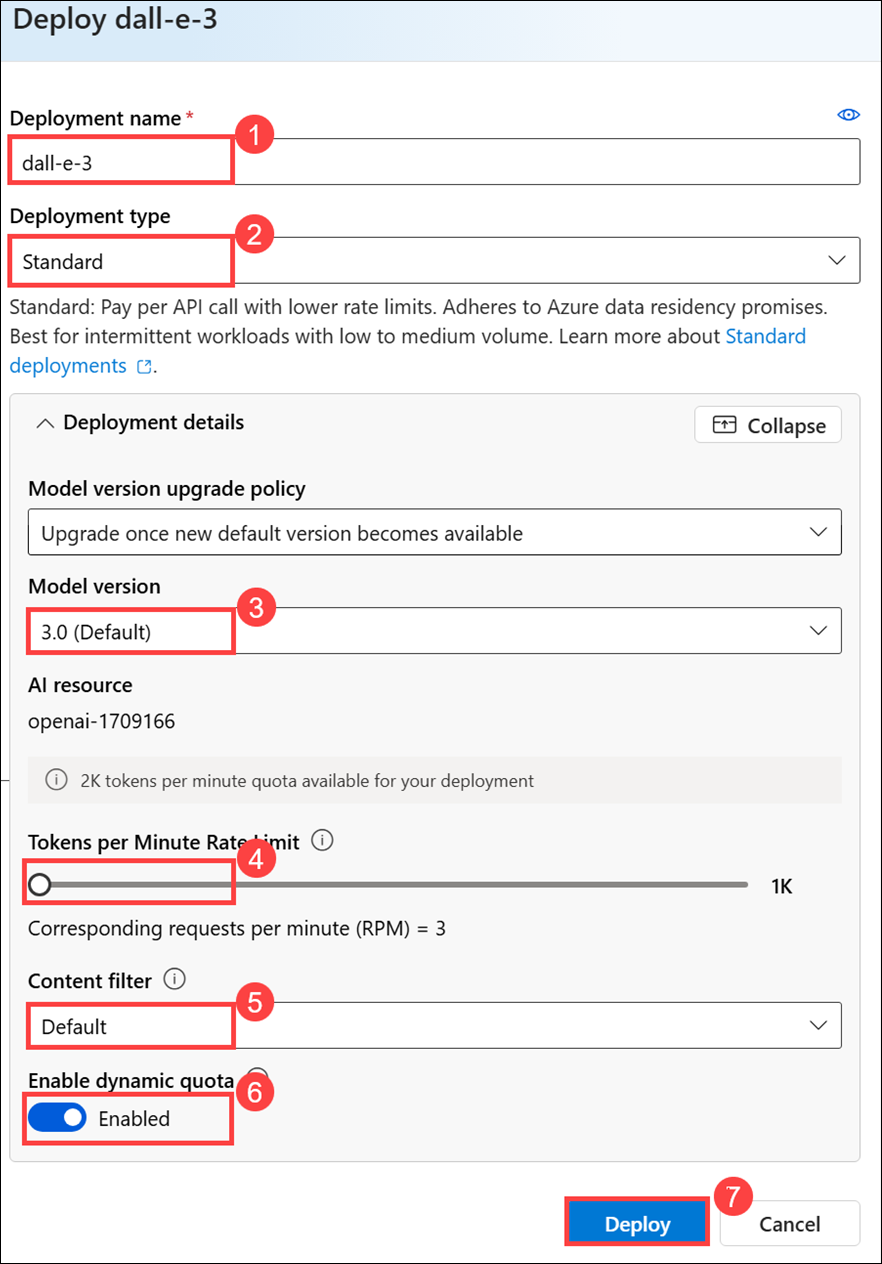 Deploy dall-e-3
Deployment name *
1
dall-e-3
Deployment type
2
Standard
Standard: Pay per API call with lower rate limits. Adheres to Azure data residency promises.
Best for intermittent workloads with low to medium volume. Learn more about Standard
deployments.
Deployment details
Collapse
Model version upgrade policy
Upgrade once new default version becomes available
Model version
3
3.0 (Default)
AI resource
openai-1709166
2K tokens per minute quota available for your deployment
Tokens per Minute Rate Limit
4
1K
Corresponding requests per minute (RPM) = 3
Content filter
5
Default
Enable dynamic quota
6
Enabled
7
Deploy
Cancel